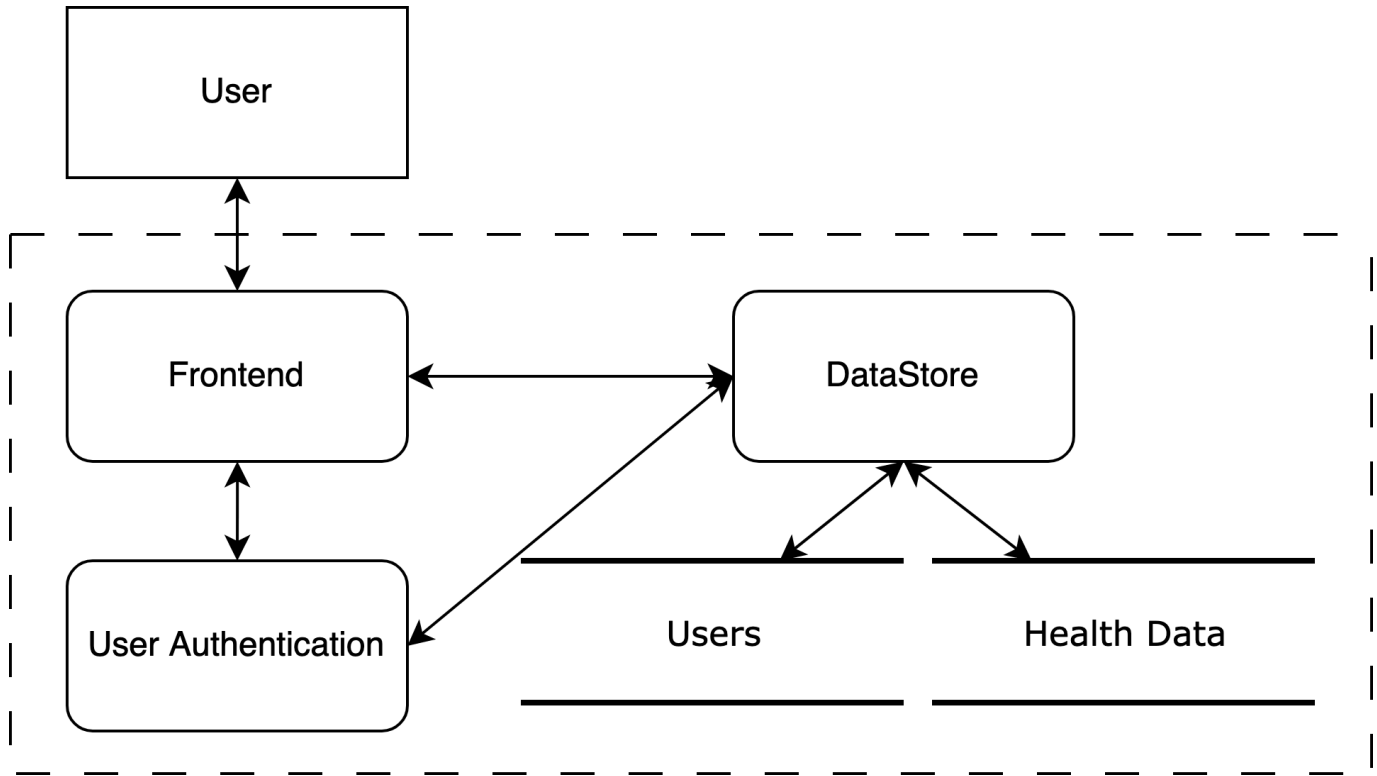 User
Frontend
DataStore
User Authentication
Users
Health Data